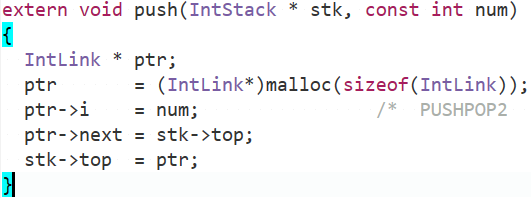 extern void push(IntStack * stk, const int num)
{
  IntLink * ptr;
  ptr       = (IntLink*)malloc(sizeof(IntLink));
  ptr->i    = num;                /*  PUSHPOP2
  ptr->next = stk->top;
  stk->top  = ptr;
}